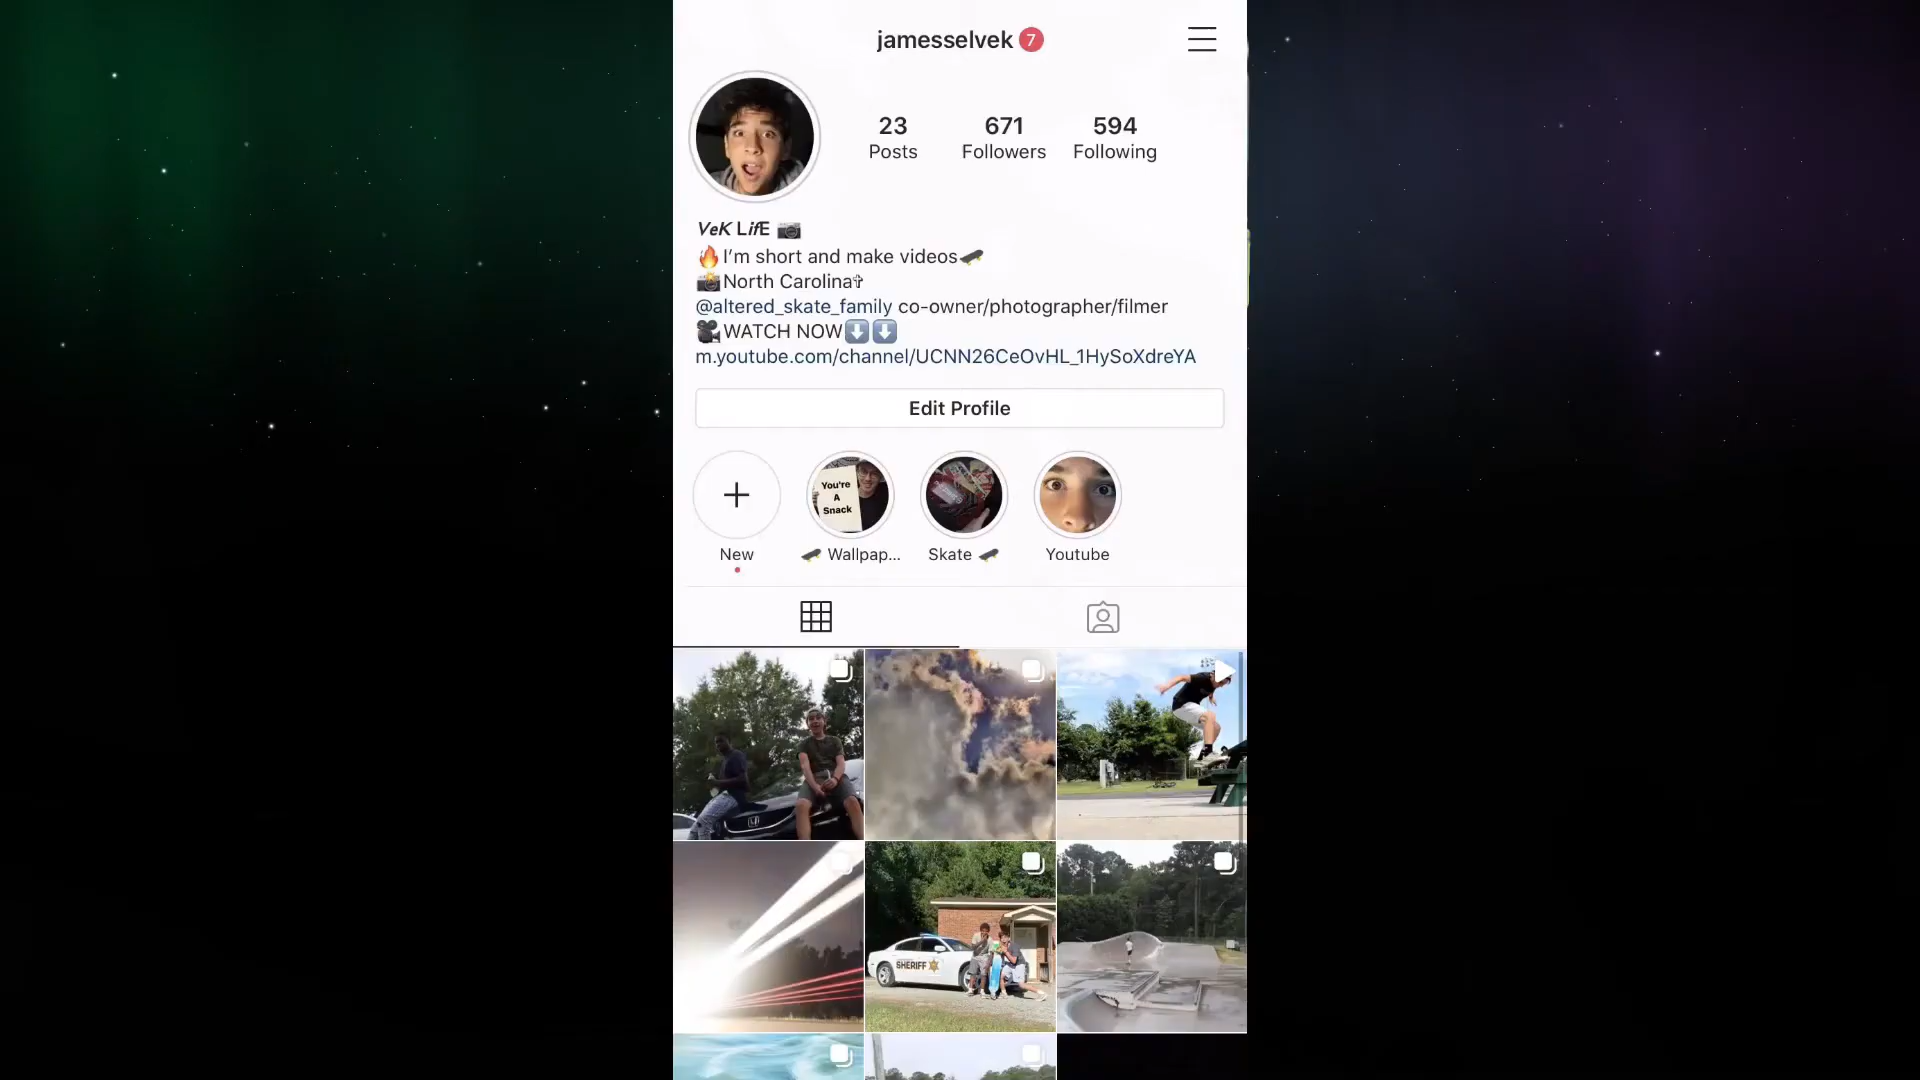 jamesselvek 7
23 671 594
Posts Followers Following
VeK LifE 📷
🔥I’m short and make videos🛹
📸North Carolina✞
@altered_skate_family co-owner/photographer/filmer
🎥WATCH NOW⬇️⬇️
m.youtube.com/channel/UCNN26CeOvHL_1HySoXdreYA
Edit Profile
You're
A
Snack
New 🛹 Wallpap... Skate 🛹 Youtube
SHERIFF